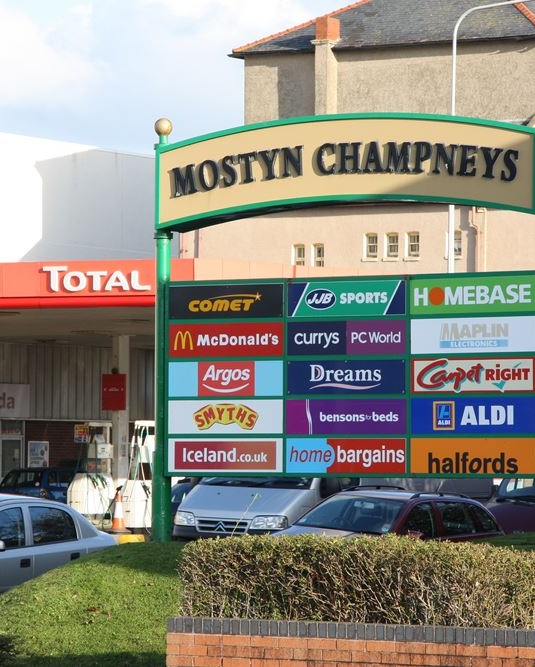 MOSTYN CHAMPNEYS
TOTAL
COMET
JJB SPORTS
HOMEBASE
McDonald's
currys PC World
MAPLIN
ELECTRONICS
Argos
Dreams
Carpet RIGHT
SMYTHS
bensons for beds
ALDI
ALDI
Iceland.co.uk
home bargains
halfords